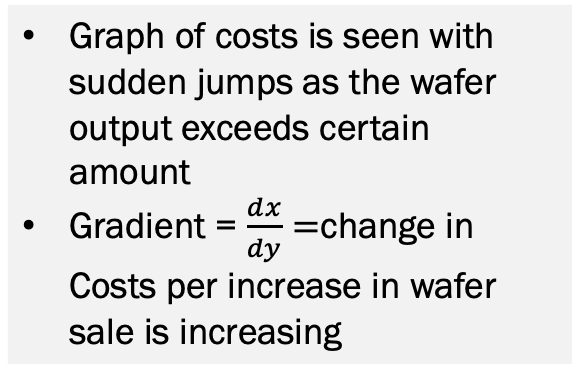 • Graph of costs is seen with
sudden jumps as the wafer
output exceeds certain
amount
• Gradient = dx/dy =change in
Costs per increase in wafer
sale is increasing